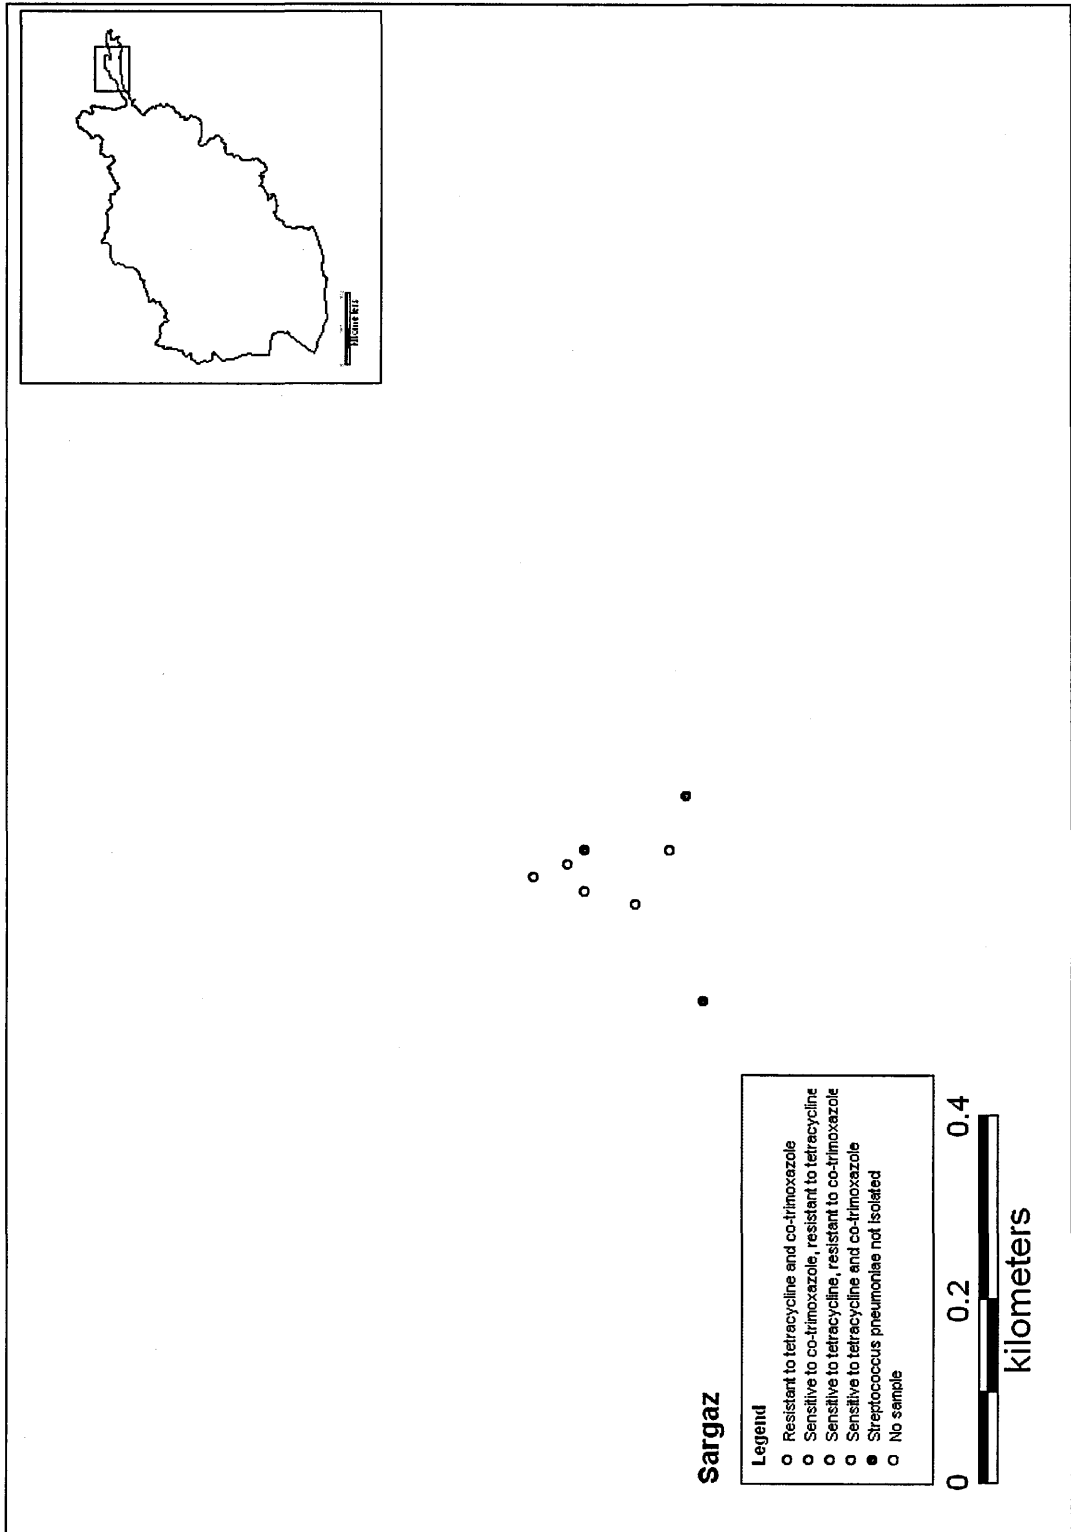 Sargaz
Legend
Resistant to tetracycline and co-trimoxazole
Sensitive to co-trimoxazole, resistant to tetracycline
Sensitive to tetracycline, resistant to co-trimoxazole
Sensitive to tetracycline and co-trimoxazole
Streptococcus pneumoniae not isolated
No sample
0 0.2 0.4
kilometers
kilometers